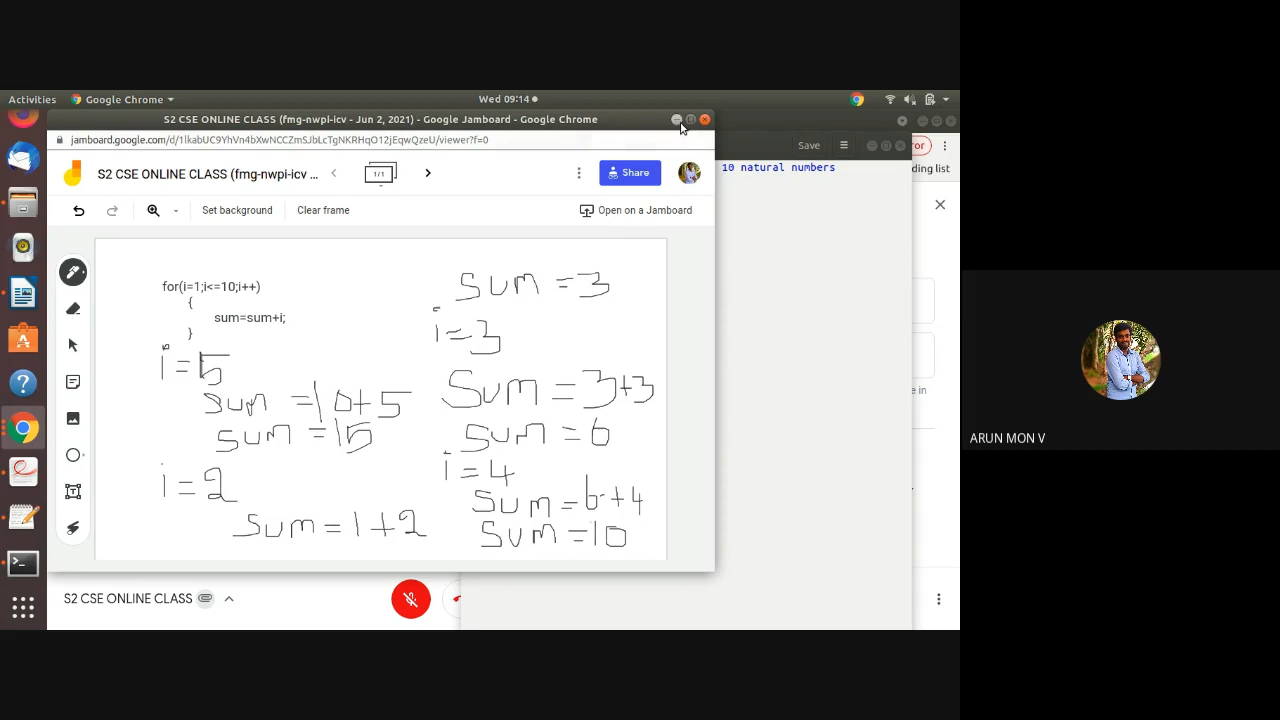 Activities
Google Chrome
Wed 09:14
S2 CSE ONLINE CLASS (fmg-nwpi-icv - Jun 2, 2021) - Google Jamboard - Google Chrome
jamboard.google.com/d/1lkabUC9YhVn4bXwNCCZmSJbLcTgNKRHqO12jEqwQzeU/viewer?f=0
Save
ror
10 natural numbers
ding list
S2 CSE ONLINE CLASS (fmg-nwpi-icv ...
1/1
Share
Set background
Clear frame
Open on a Jamboard
for(i=1;i<=10;i++)
{
sum=sum+i;
}
i=5
sum =10+5
sum =15
i=2
sum=1+2
sum=3
i=3
sum=3+3
sum=6
i=4
sum=6+4
sum=10
e in
S2 CSE ONLINE CLASS
ARUN MON V